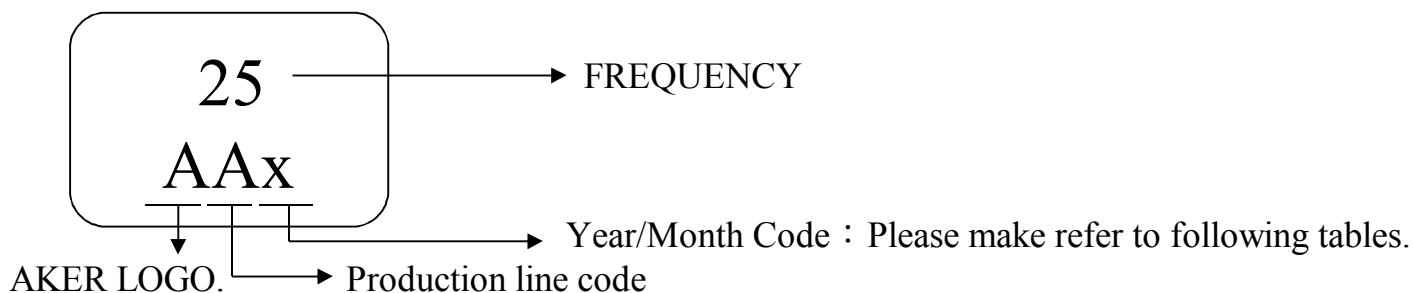 25 FREQUENCY
AAx
Year/Month Code：Please make refer to following tables.
AKER LOGO. Production line code